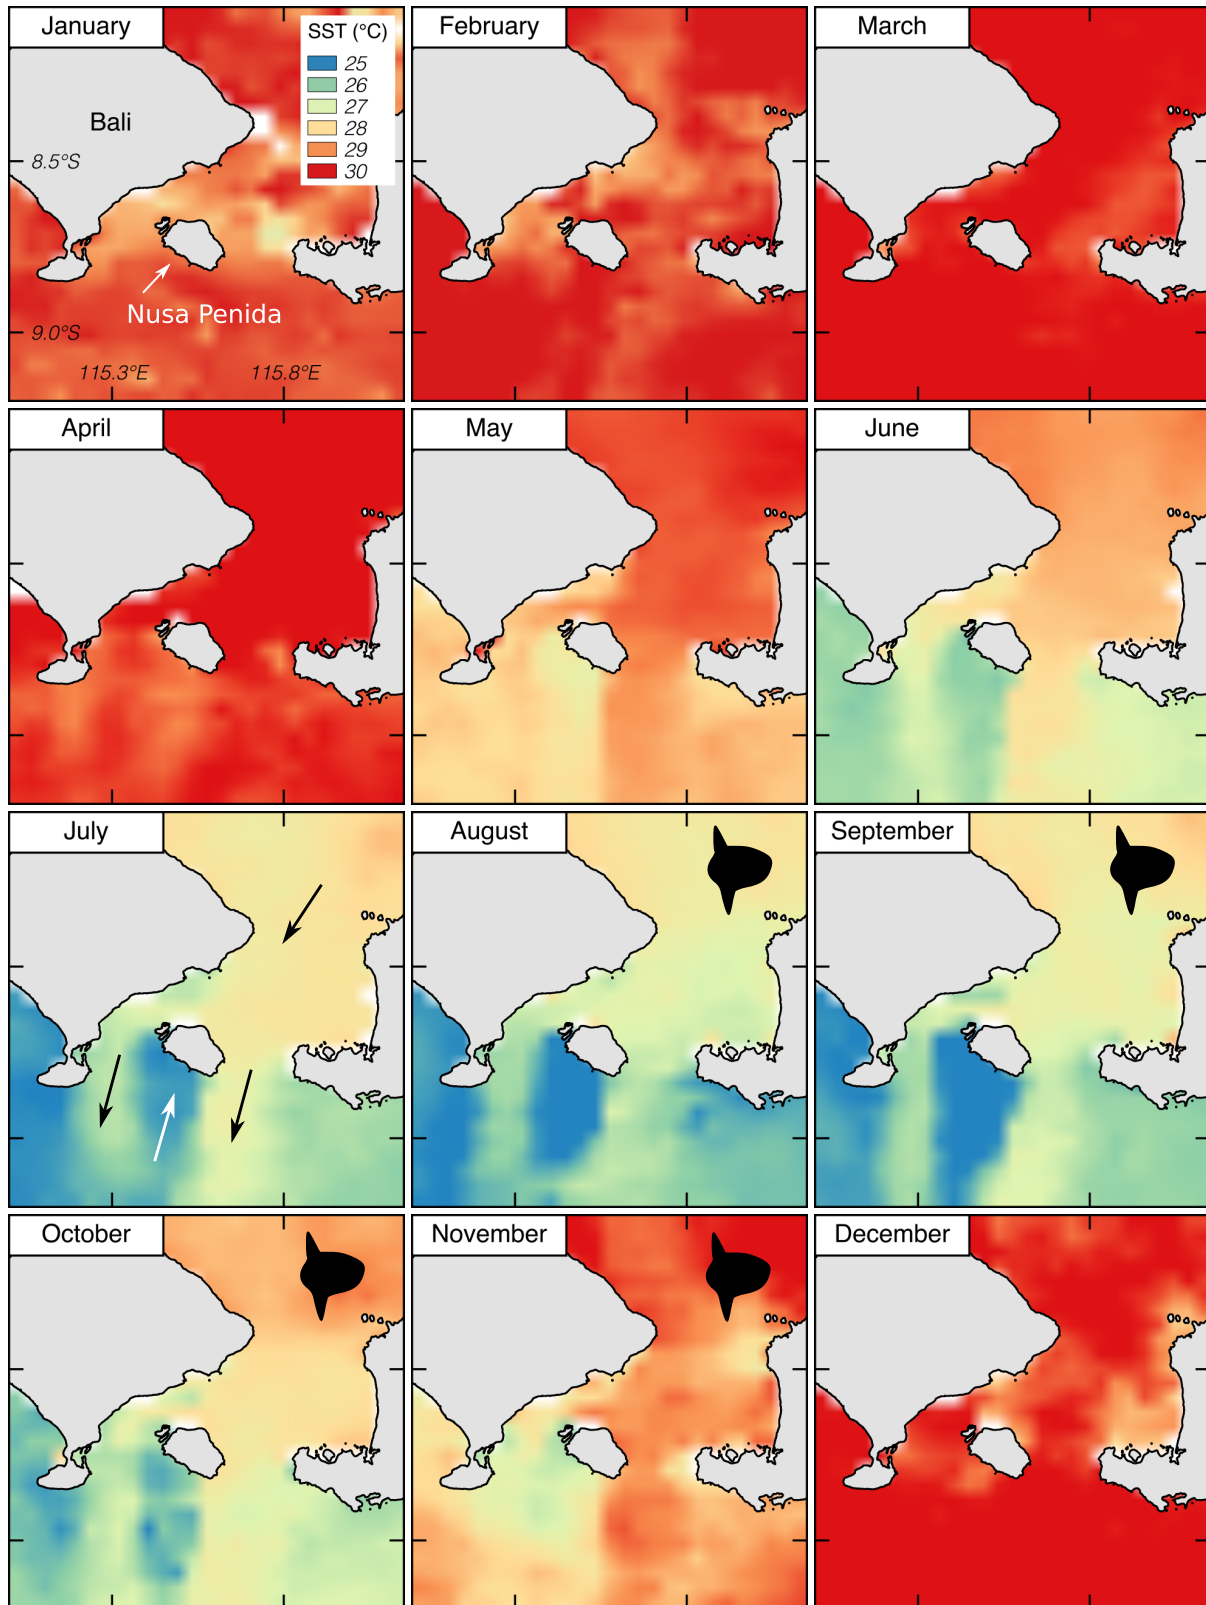 January
SST (°C)
25
26
27
28
29
30
Bali
8.5°S
Nusa Penida
9.0°S
115.3°E
115.8°E
February
March
April
May
June
July
August
September
October
November
December